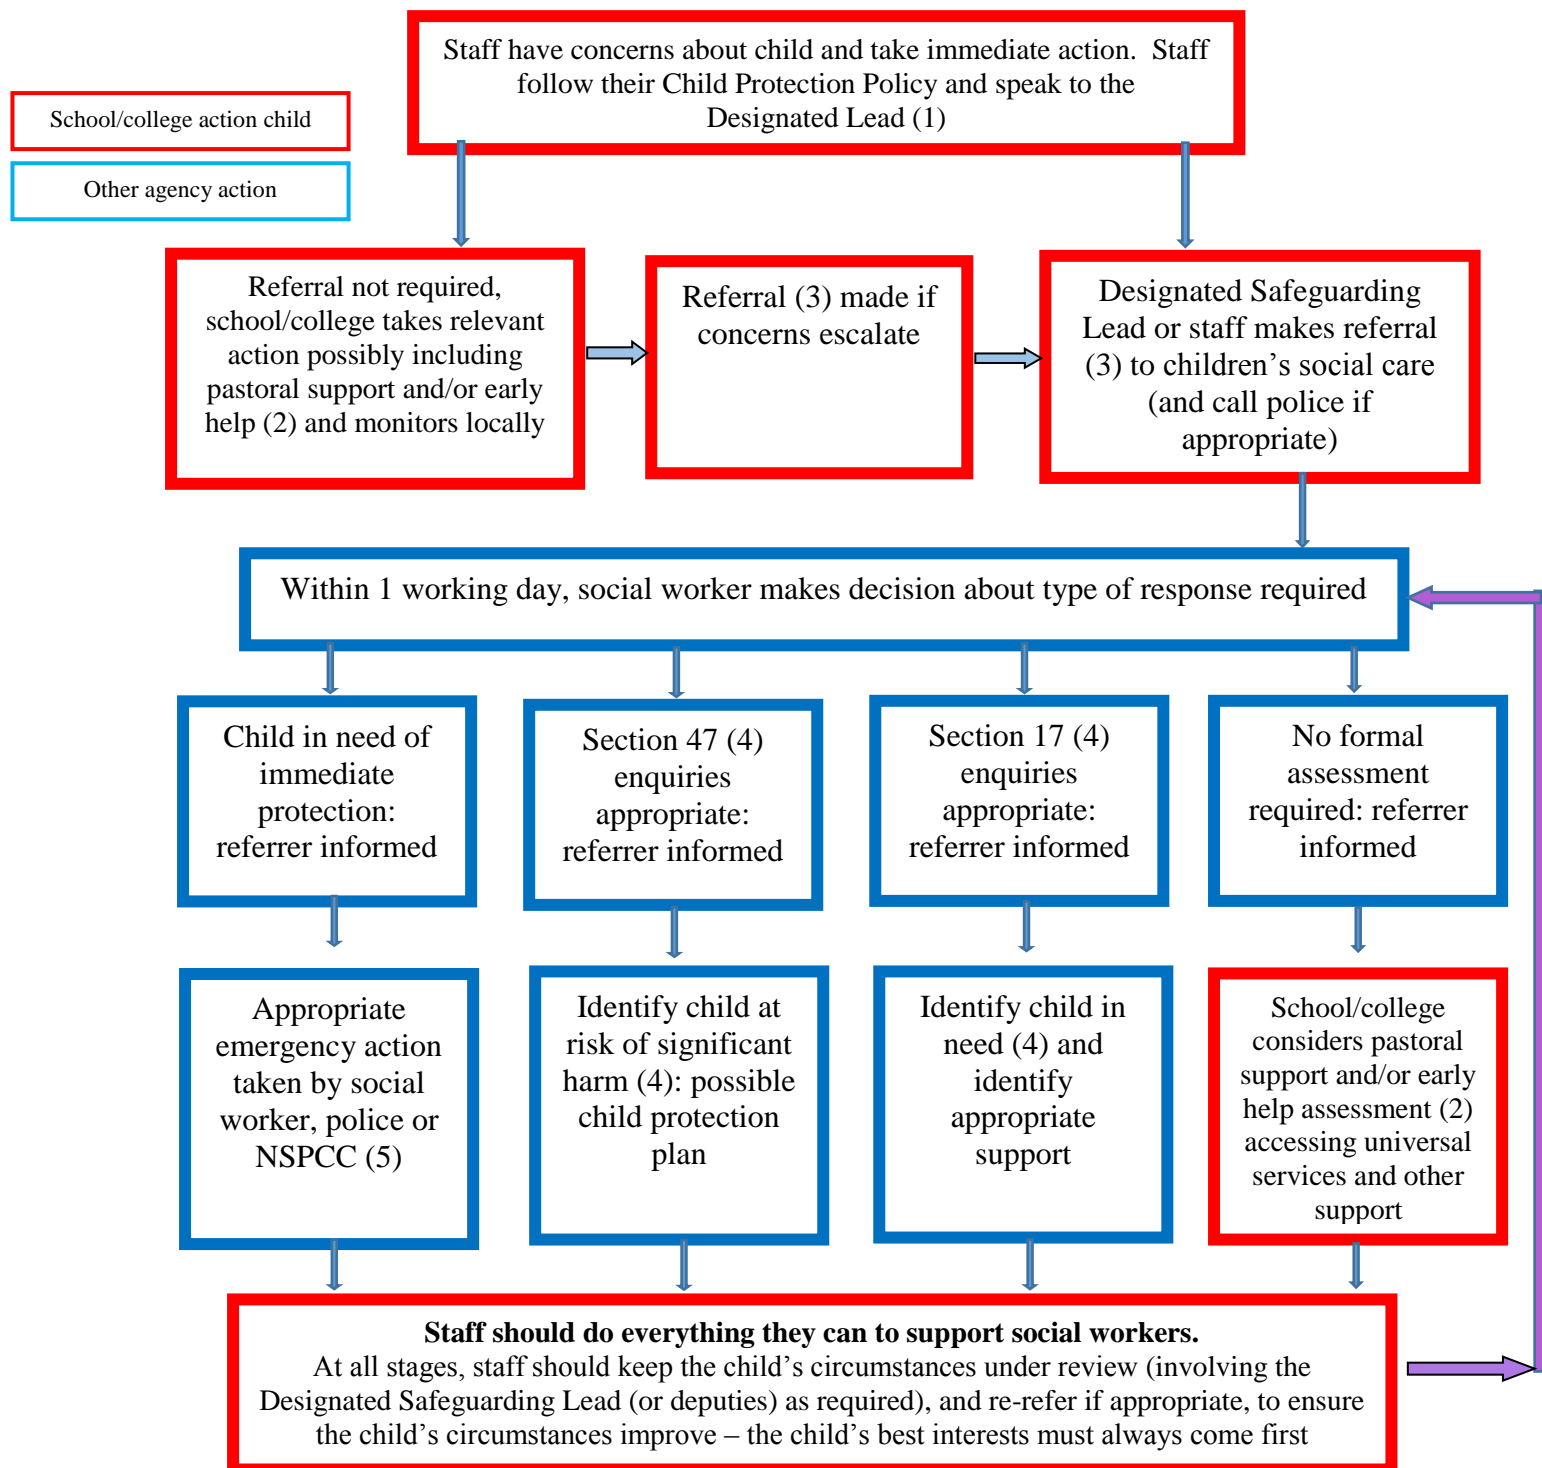 Staff have concerns about child and take immediate action.  Staff
follow their Child Protection Policy and speak to the
Designated Lead (1)
School/college action child
Other agency action
Referral not required,
school/college takes relevant
action possibly including
pastoral support and/or early
help (2) and monitors locally
Referral (3) made if
concerns escalate
Designated Safeguarding
Lead or staff makes referral
(3) to children’s social care
(and call police if
appropriate)
Within 1 working day, social worker makes decision about type of response required
Child in need of
immediate
protection:
referrer informed
Section 47 (4)
enquiries
appropriate:
referrer informed
Section 17 (4)
enquiries
appropriate:
referrer informed
No formal
assessment
required: referrer
informed
Appropriate
emergency action
taken by social
worker, police or
NSPCC (5)
Identify child at
risk of significant
harm (4): possible
child protection
plan
Identify child in
need (4) and
identify
appropriate
support
School/college
considers pastoral
support and/or early
help assessment (2)
accessing universal
services and other
support
Staff should do everything they can to support social workers.
At all stages, staff should keep the child’s circumstances under review (involving the
Designated Safeguarding Lead (or deputies) as required), and re-refer if appropriate, to ensure
the child’s circumstances improve – the child’s best interests must always come first